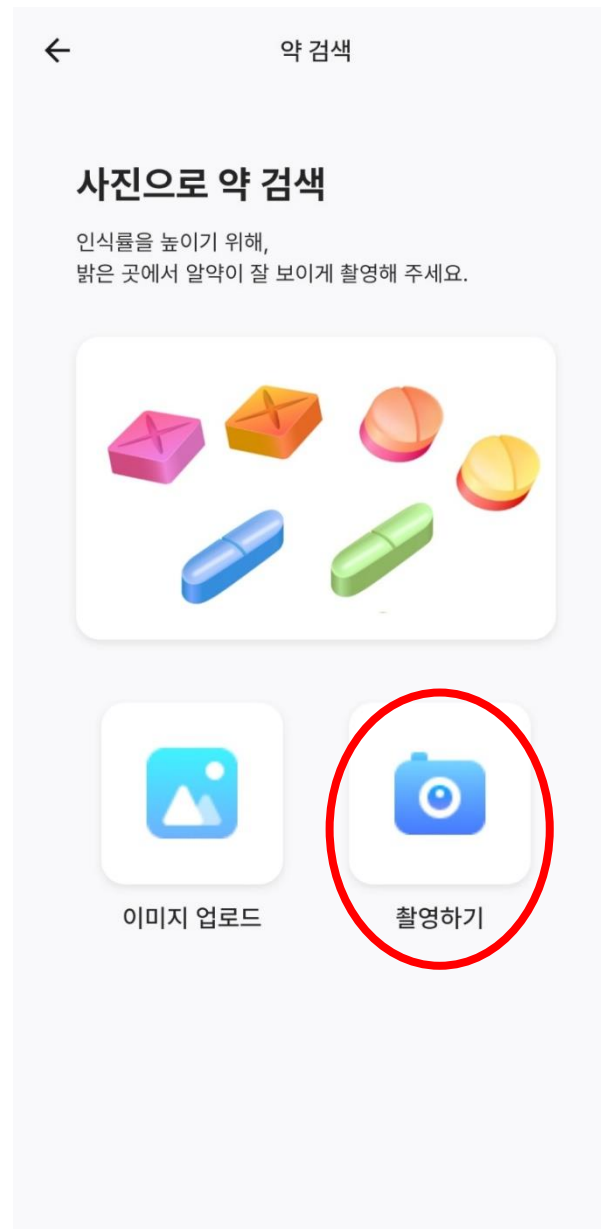 약 검색
사진으로 약 검색
인식률을 높이기 위해,
밝은 곳에서 알약이 잘 보이게 촬영해 주세요.
이미지 업로드
촬영하기